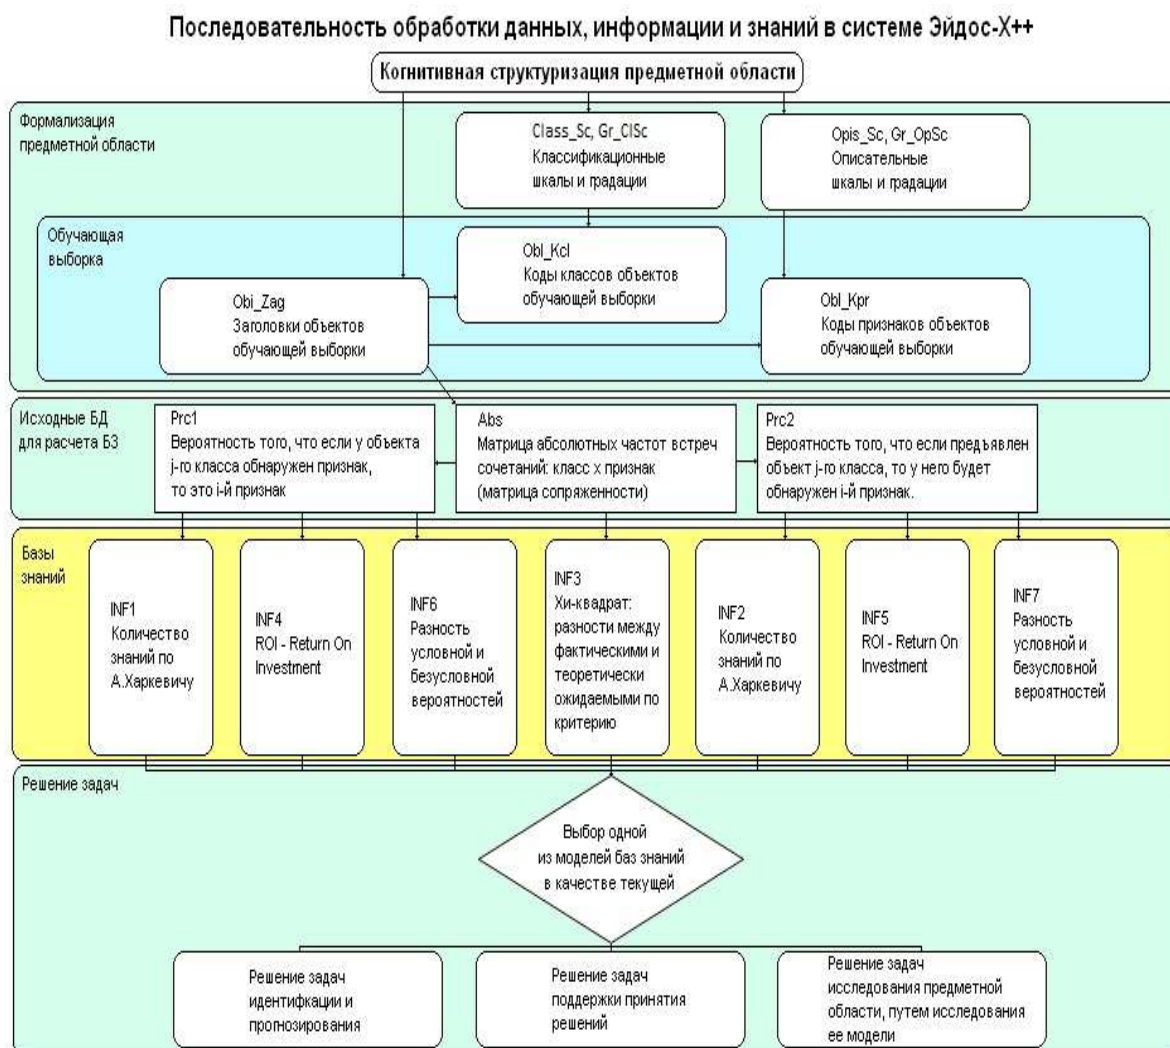 Последовательность обработки данных, информации и знаний в системе Эйдос-X++
Когнитивная структуризация предметной области
Формализация
предметной области
Class_Sc, Gr_ClSc
Классификационные
шкалы и градации
Opis_Sc, Gr_OpSc
Описательные
шкалы и градации
Обучающая
выборка
Obi_Zag
Заголовки объектов
обучающей выборки
Obl_Kcl
Коды классов объектов
обучающей выборки
Obl_Kpr
Коды признаков объектов
обучающей выборки
Исходные БД
для расчета БЗ
Prc1
Вероятность того, что если у объекта
j-го класса обнаружен признак,
то это i-й признак
Abs
Матрица абсолютных частот встреч
сочетаний: класс x признак
(матрица сопряженности)
Prc2
Вероятность того, что если предъявлен
объект j-го класса, то у него будет
обнаружен i-й признак.
Базы
знаний
INF1
Количество
знаний по
А.Харкевичу
INF4
ROI - Return On
Investment
INF6
Разность
условной и
безусловной
вероятностей
INF3
Хи-квадрат:
разности между
фактическими и
теоретически
ожидаемыми по
критерию
INF2
Количество
знаний по
А.Харкевичу
INF5
ROI - Return On
Investment
INF7
Разность
условной и
безусловной
вероятностей
Решение задач
Выбор одной
из моделей баз знаний
в качестве текущей
Решение задач
идентифкации и
прогнозирования
Решение задач
поддержки принятия
решений
Решение задач
исследования предметной
области, путем исследования
ее модели